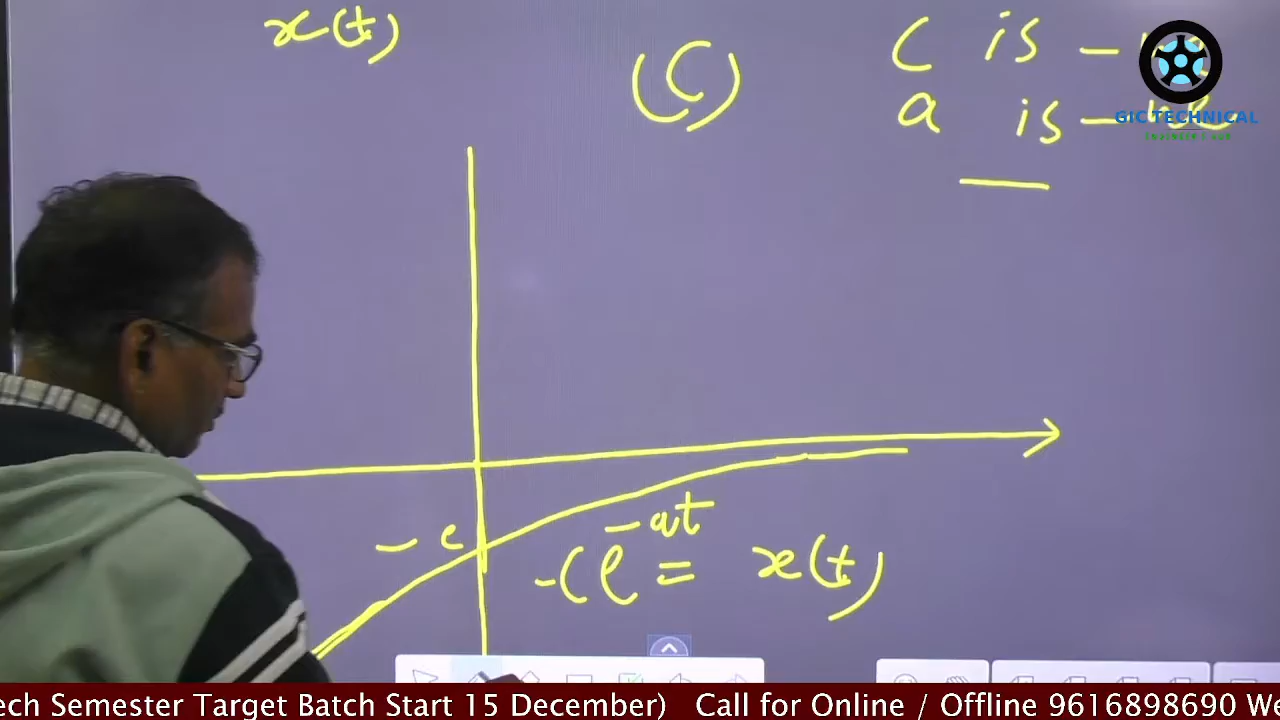 x(t)
(C)
C is -
a is -ve
GIC TECHNICAL
- c
-Ce^-at = x(t)
ech Semester Target Batch Start 15 December) Call for Online / Offline 9616898690 We